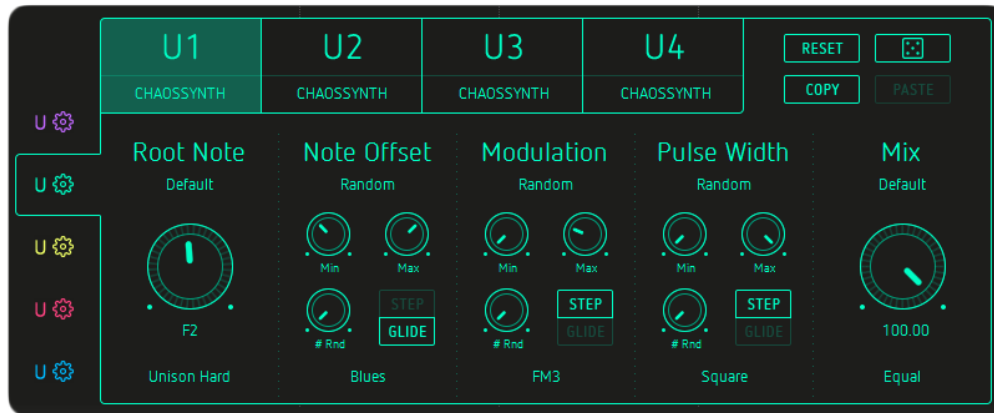 U1 U2 U3 U4 RESET
CHAOSSYNTH CHAOSSYNTH CHAOSSYNTH CHAOSSYNTH COPY PASTE
U
U
U
U
U
Root Note Note Offset Modulation Pulse Width Mix
Default Random Random Random Default
Min Max Min Max Min Max
STEP STEP STEP
F2 GLIDE GLIDE GLIDE 100.00
# Rnd # Rnd # Rnd
Unison Hard Blues FM3 Square Equal